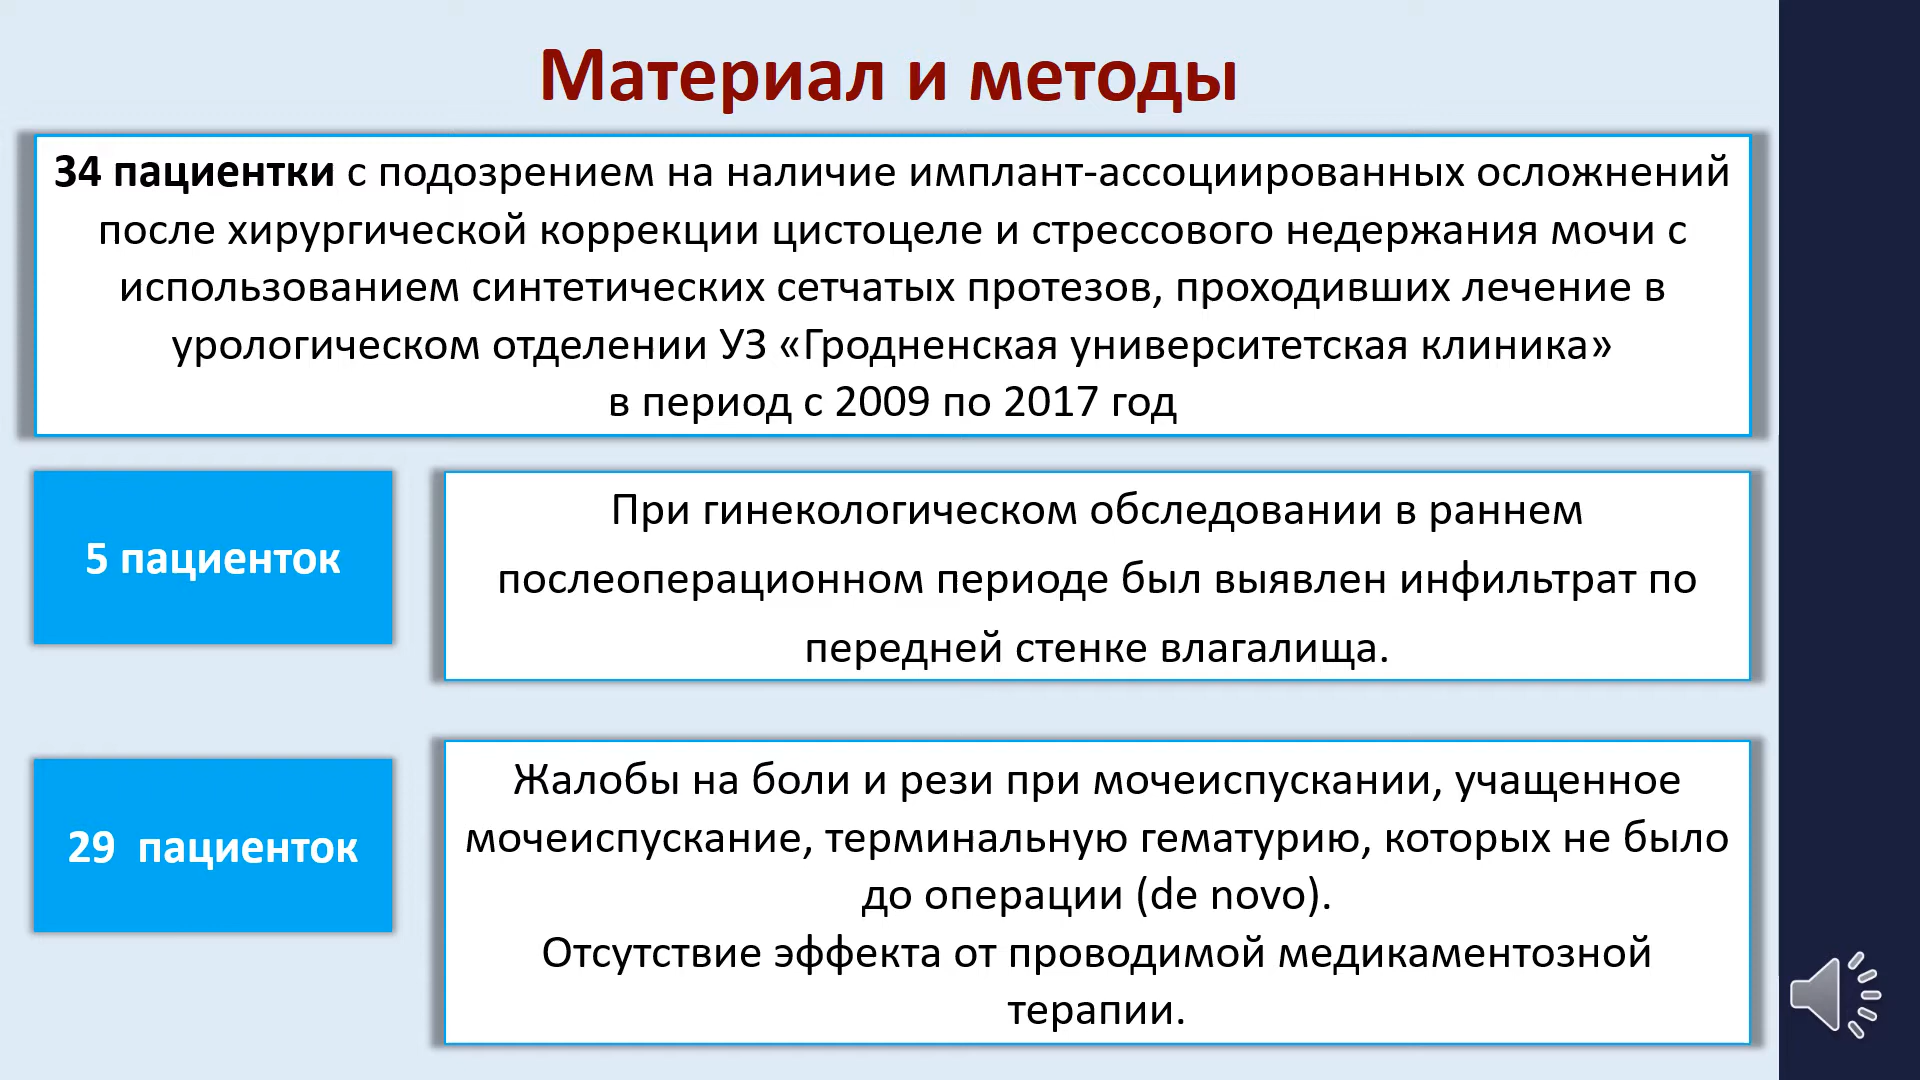 Материал и методы
34 пациентки с подозрением на наличие имплант-ассоциированных осложнений
после хирургической коррекции цистоцеле и стрессового недержания мочи с
использованием синтетических сетчатых протезов, проходивших лечение в
урологическом отделении УЗ «Гродненская университетская клиника»
в период с 2009 по 2017 год
5 пациенток
При гинекологическом обследовании в раннем
послеоперационном периоде был выявлен инфильтрат по
передней стенке влагалища.
29 пациенток
Жалобы на боли и рези при мочеиспускании, учащенное
мочеиспускание, терминальную гематурию, которых не было
до операции (de novo).
Отсутствие эффекта от проводимой медикаментозной
терапии.